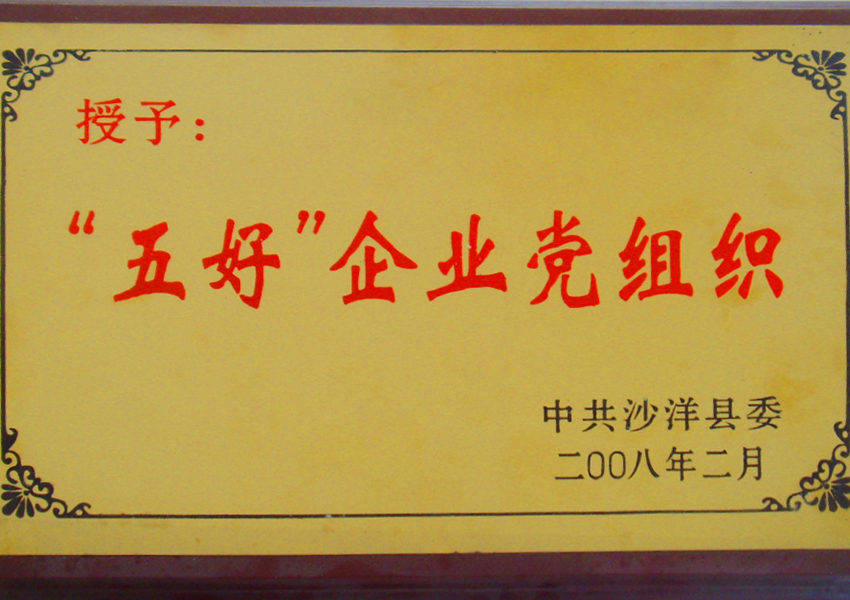 授予:
“五好”企业党组织
中共沙洋县委
二00八年二月